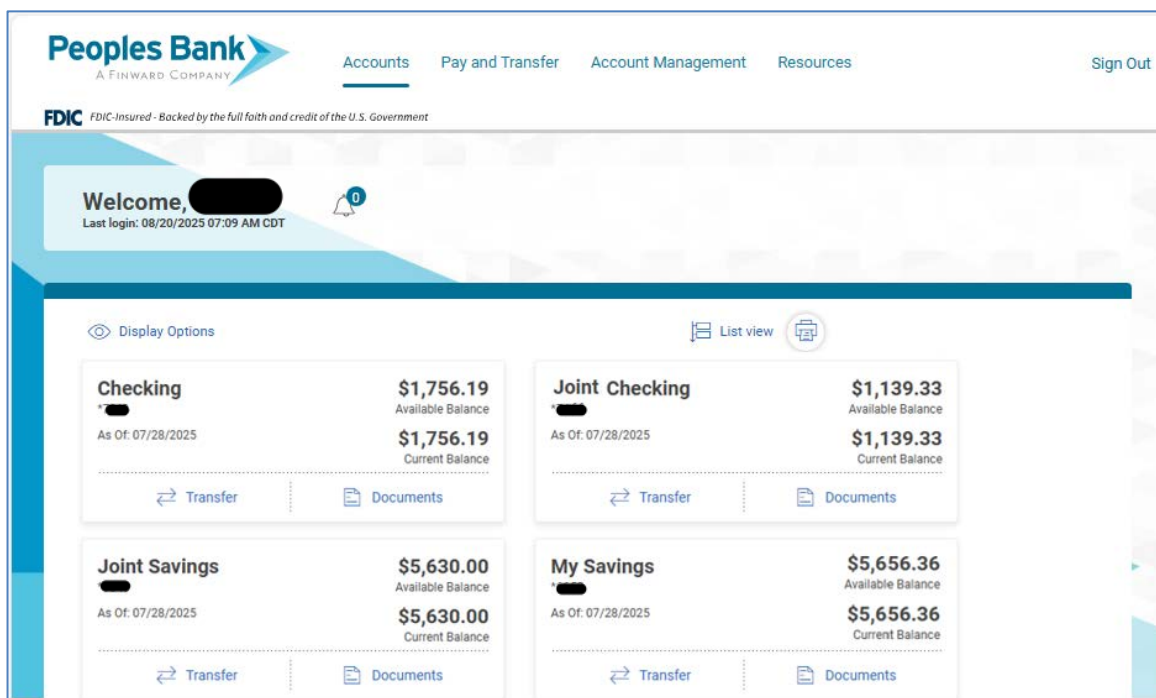 Peoples Bank
A FINWARD COMPANY
Accounts Pay and Transfer Account Management Resources Sign Out
FDIC FDIC-Insured - Backed by the full faith and credit of the U.S. Government
Welcome,
0
Last login: 08/20/2025 07:09 AM CDT
Display Options
List view
Checking
$1,756.19
Available Balance
As Of: 07/28/2025
$1,756.19
Current Balance
Transfer
Documents
Joint Checking
$1,139.33
Available Balance
As Of: 07/28/2025
$1,139.33
Current Balance
Transfer
Documents
Joint Savings
$5,630.00
Available Balance
As Of: 07/28/2025
$5,630.00
Current Balance
Transfer
Documents
My Savings
$5,656.36
Available Balance
As Of: 07/28/2025
$5,656.36
Current Balance
Transfer
Documents